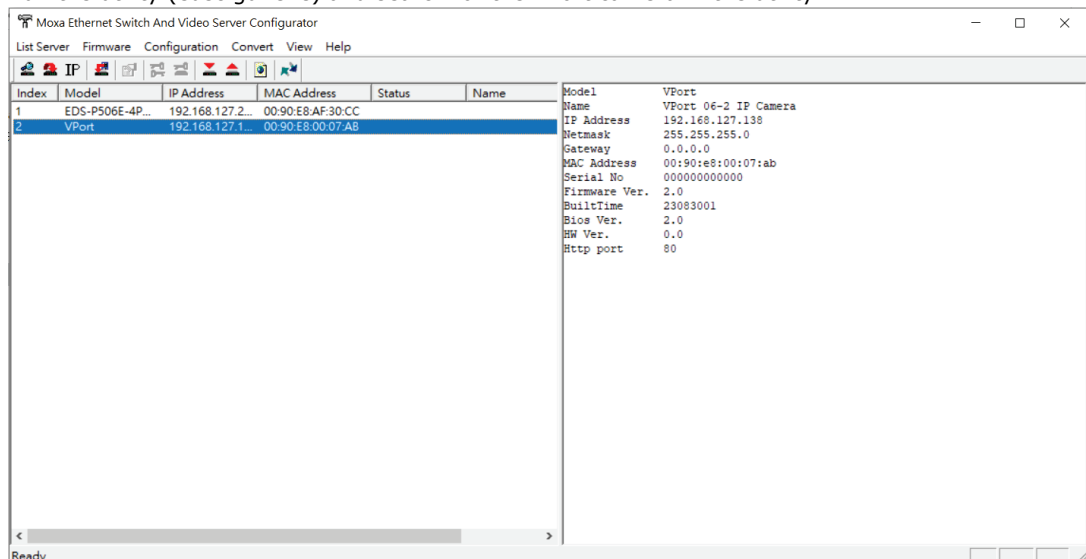 Moxa Ethernet Switch And Video Server Configurator
List Server Firmware Configuration Convert View Help
IP
Index Model IP Address MAC Address Status Name
1 EDS-P506E-4P... 192.168.127.2... 00:90:E8:AF:30:CC
2 VPort 192.168.127.1... 00:90:E8:00:07:AB
Model VPort
Name VPort 06-2 IP Camera
IP Address 192.168.127.138
Netmask 255.255.255.0
Gateway 0.0.0.0
MAC Address 00:90:e8:00:07:ab
Serial No 000000000000
Firmware Ver. 2.0
BuiltTime 23083001
Bios Ver. 2.0
HW Ver. 0.0
Http port 80
Ready